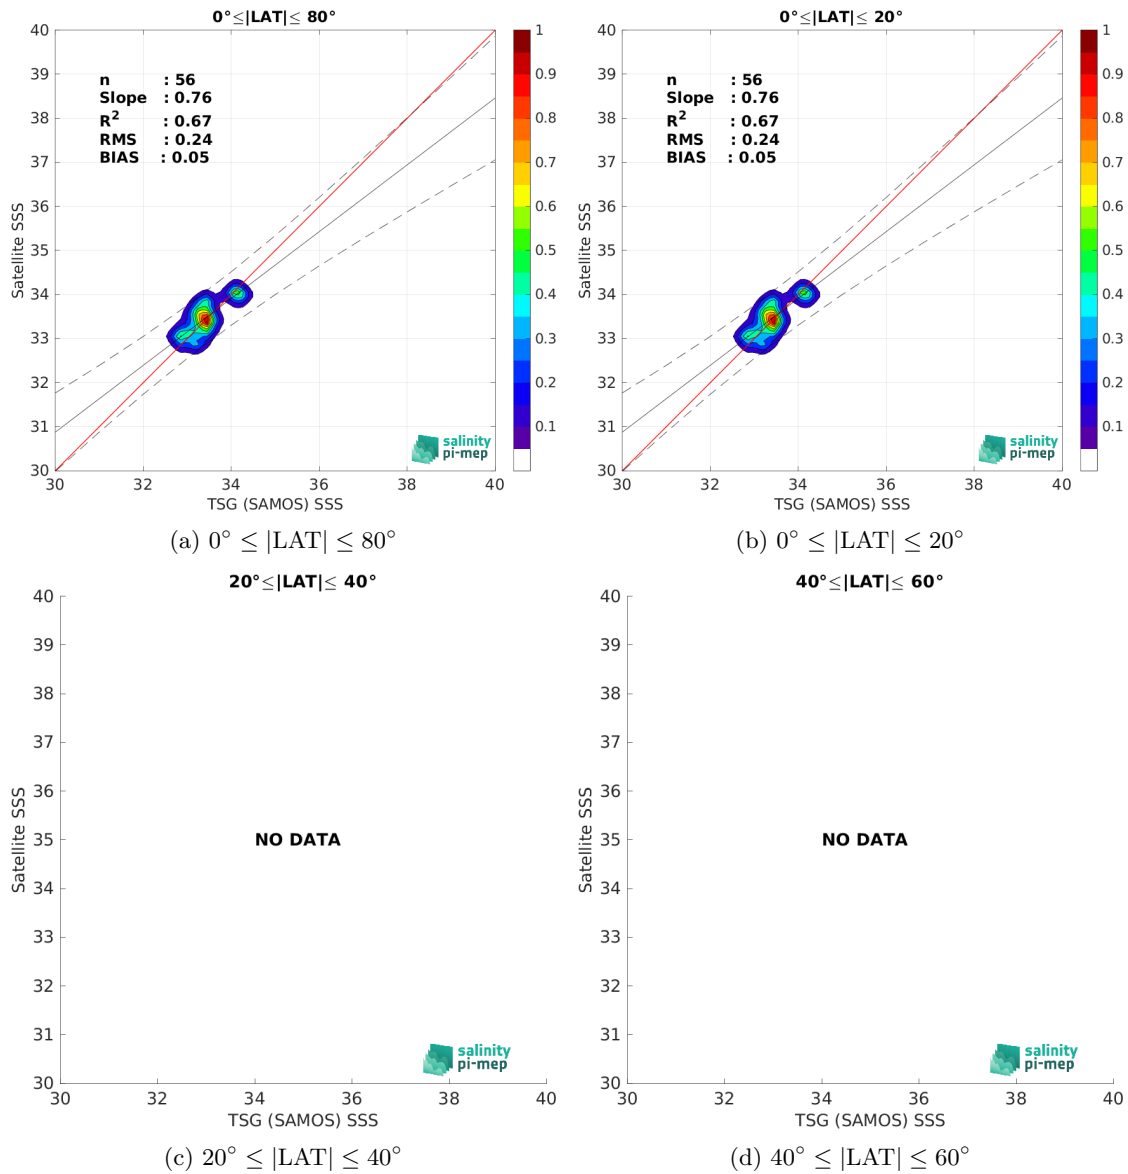 0°≤|LAT|≤ 80°
40
39
38
37
36
35
34
33
32
31
30
Satellite SSS
n : 56
Slope : 0.76
R2 : 0.67
RMS : 0.24
BIAS : 0.05
1
0.9
0.8
0.7
0.6
0.5
0.4
0.3
0.2
0.1
salinity
pi-mep
30 32 34 36 38 40
TSG (SAMOS) SSS
(a) 0° ≤ |LAT| ≤ 80°
0°≤|LAT|≤ 20°
40
39
38
37
36
35
34
33
32
31
30
Satellite SSS
n : 56
Slope : 0.76
R2 : 0.67
RMS : 0.24
BIAS : 0.05
1
0.9
0.8
0.7
0.6
0.5
0.4
0.3
0.2
0.1
salinity
pi-mep
30 32 34 36 38 40
TSG (SAMOS) SSS
(b) 0° ≤ |LAT| ≤ 20°
20°≤|LAT|≤ 40°
40
39
38
37
36
35
34
33
32
31
30
Satellite SSS
NO DATA
salinity
pi-mep
30 32 34 36 38 40
TSG (SAMOS) SSS
(c) 20° ≤ |LAT| ≤ 40°
40°≤|LAT|≤ 60°
40
39
38
37
36
35
34
33
32
31
30
Satellite SSS
NO DATA
salinity
pi-mep
30 32 34 36 38 40
TSG (SAMOS) SSS
(d) 40° ≤ |LAT| ≤ 60°